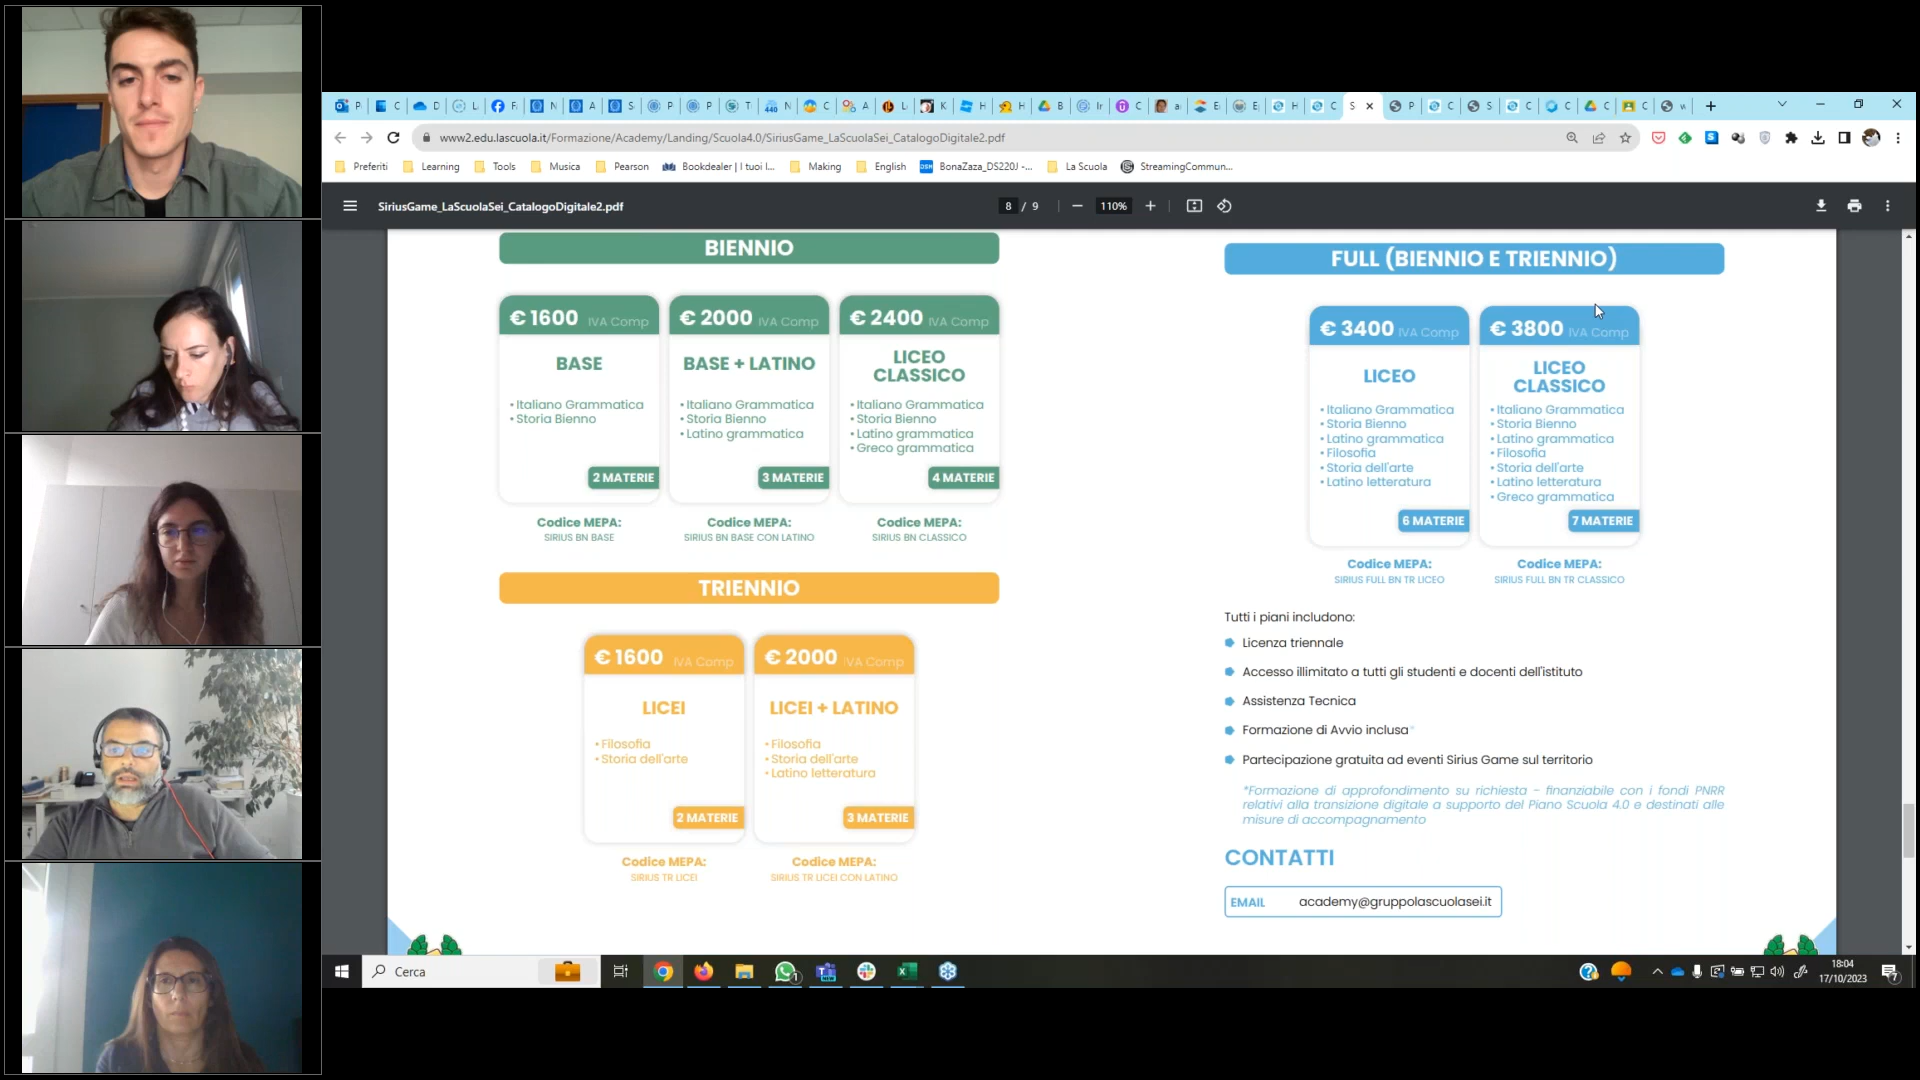 www2.edu.lascuola.it/Formazione/Academy/Landing/Scuola4.0/SiriusGame_LaScuolaSei_CatalogoDigitale2.pdf
Preferiti Learning Tools Musica Pearson Bookdealer | I tuoi l... Making English BonaZaza_DS220J -... La Scuola StreamingCommun...
SiriusGame_LaScuolaSei_CatalogoDigitale2.pdf 8 / 9 110%
BIENNIO
€ 1600 IVA Comp
BASE
• Italiano Grammatica
• Storia Bienno
2 MATERIE
Codice MEPA:
SIRIUS BN BASE
€ 2000 IVA Comp
BASE + LATINO
• Italiano Grammatica
• Storia Bienno
• Latino grammatica
3 MATERIE
Codice MEPA:
SIRIUS BN BASE CON LATINO
€ 2400 IVA Comp
LICEO
CLASSICO
• Italiano Grammatica
• Storia Bienno
• Latino grammatica
• Greco grammatica
4 MATERIE
Codice MEPA:
SIRIUS BN CLASSICO
TRIENNIO
€ 1600 IVA Comp
LICEI
• Filosofia
• Storia dell'arte
2 MATERIE
Codice MEPA:
SIRIUS TR LICEI
€ 2000 IVA Comp
LICEI + LATINO
• Filosofia
• Storia dell'arte
• Latino letteratura
3 MATERIE
Codice MEPA:
SIRIUS TR LICEI CON LATINO
FULL (BIENNIO E TRIENNIO)
€ 3400 IVA Comp
LICEO
• Italiano Grammatica
• Storia Bienno
• Latino grammatica
• Filosofia
• Storia dell'arte
• Latino letteratura
6 MATERIE
Codice MEPA:
SIRIUS FULL BN TR LICEO
€ 3800 IVA Comp
LICEO
CLASSICO
• Italiano Grammatica
• Storia Bienno
• Latino grammatica
• Filosofia
• Storia dell'arte
• Latino letteratura
• Greco grammatica
7 MATERIE
Codice MEPA:
SIRIUS FULL BN TR CLASSICO
Tutti i piani includono:
Licenza triennale
Accesso illimitato a tutti gli studenti e docenti dell'istituto
Assistenza Tecnica
Formazione di Avvio inclusa*
Partecipazione gratuita ad eventi Sirius Game sul territorio
*Formazione di approfondimento su richiesta - finanziabile con i fondi PNRR
relativi alla transizione digitale a supporto del Piano Scuola 4.0 e destinati alle
misure di accompagnamento
CONTATTI
EMAIL academy@gruppolascuolasei.it
Cerca
18:04
17/10/2023